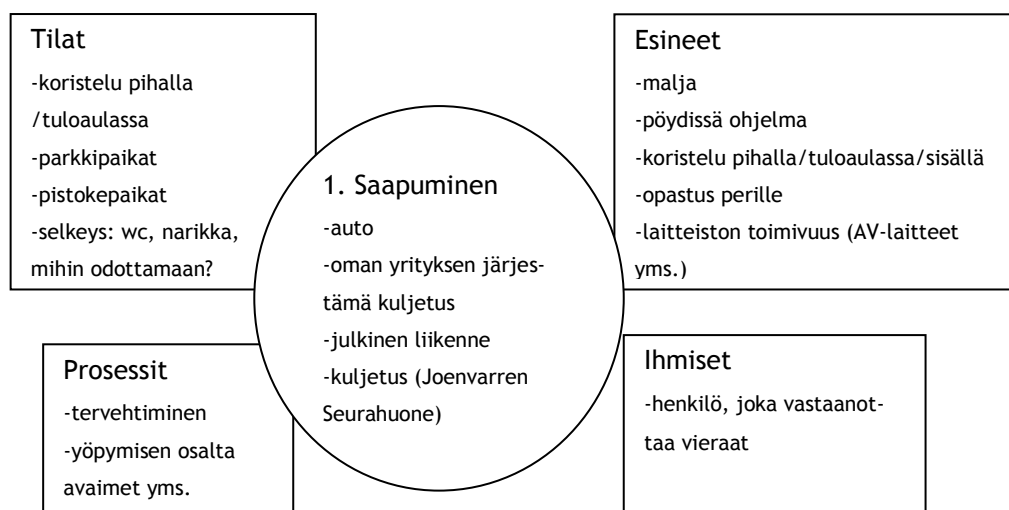 Tilat
-koristelu pihalla
/tuloaulassa
-parkkipaikat
-pistokepaikat
-selkeys: wc, narikka,
mihin odottamaan?
Esineet
-malja
-pöydissä ohjelma
-koristelu pihalla/tuloaulassa/sisällä
-opastus perille
-laitteiston toimivuus (AV-laitteet
yms.)
1. Saapuminen
-auto
-oman yrityksen järjes-
tämä kuljetus
-julkinen liikenne
-kuljetus (Joenvarren
Seurahuone)
Prosessit
-tervehtiminen
-yöpymisen osalta
avaimet yms.
Ihmiset
-henkilö, joka vastaanot-
taa vieraat